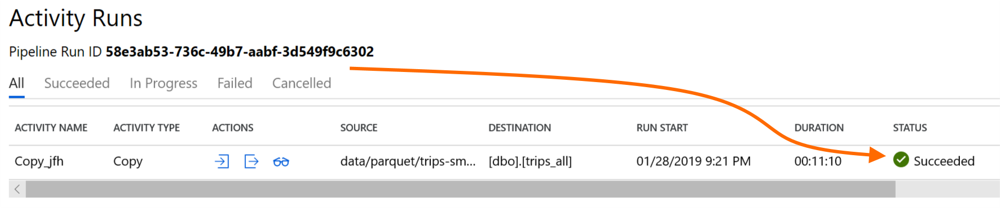 Activity Runs
Pipeline Run ID 58e3ab53-736c-49b7-aabf-3d549f9c6302
All Succeeded In Progress Failed Cancelled
ACTIVITY NAME ACTIVITY TYPE ACTIONS SOURCE DESTINATION RUN START DURATION STATUS
Copy_jfh Copy data/parquet/trips-sm... [dbo].[trips_all] 01/28/2019 9:21 PM 00:11:10 Succeeded